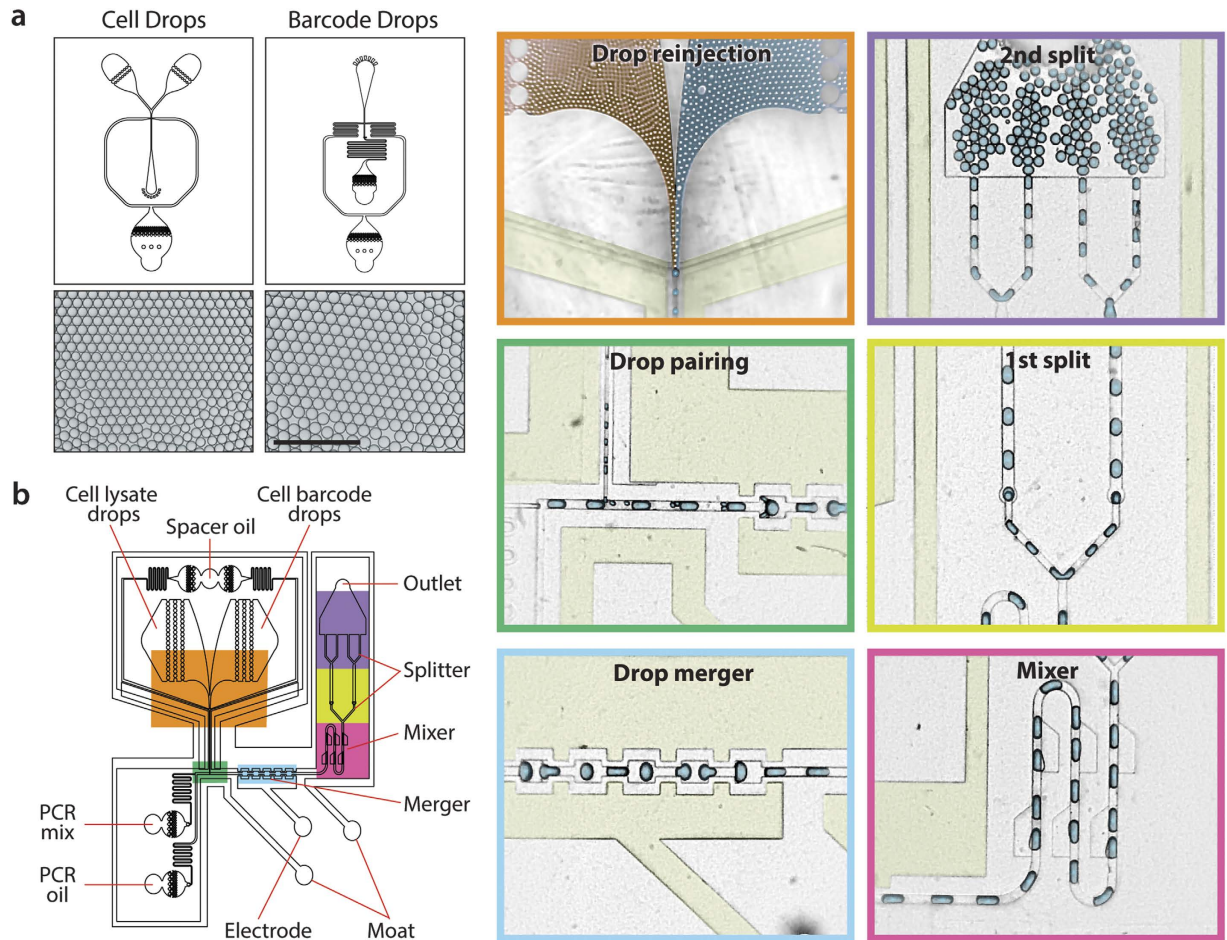 a
Cell Drops
Barcode Drops
b
Cell lysate
drops
Spacer oil
Cell barcode
drops
Outlet
Splitter
Mixer
Merger
PCR
mix
PCR
oil
Electrode
Moat
Drop reinjection
2nd split
Drop pairing
1st split
Drop merger
Mixer